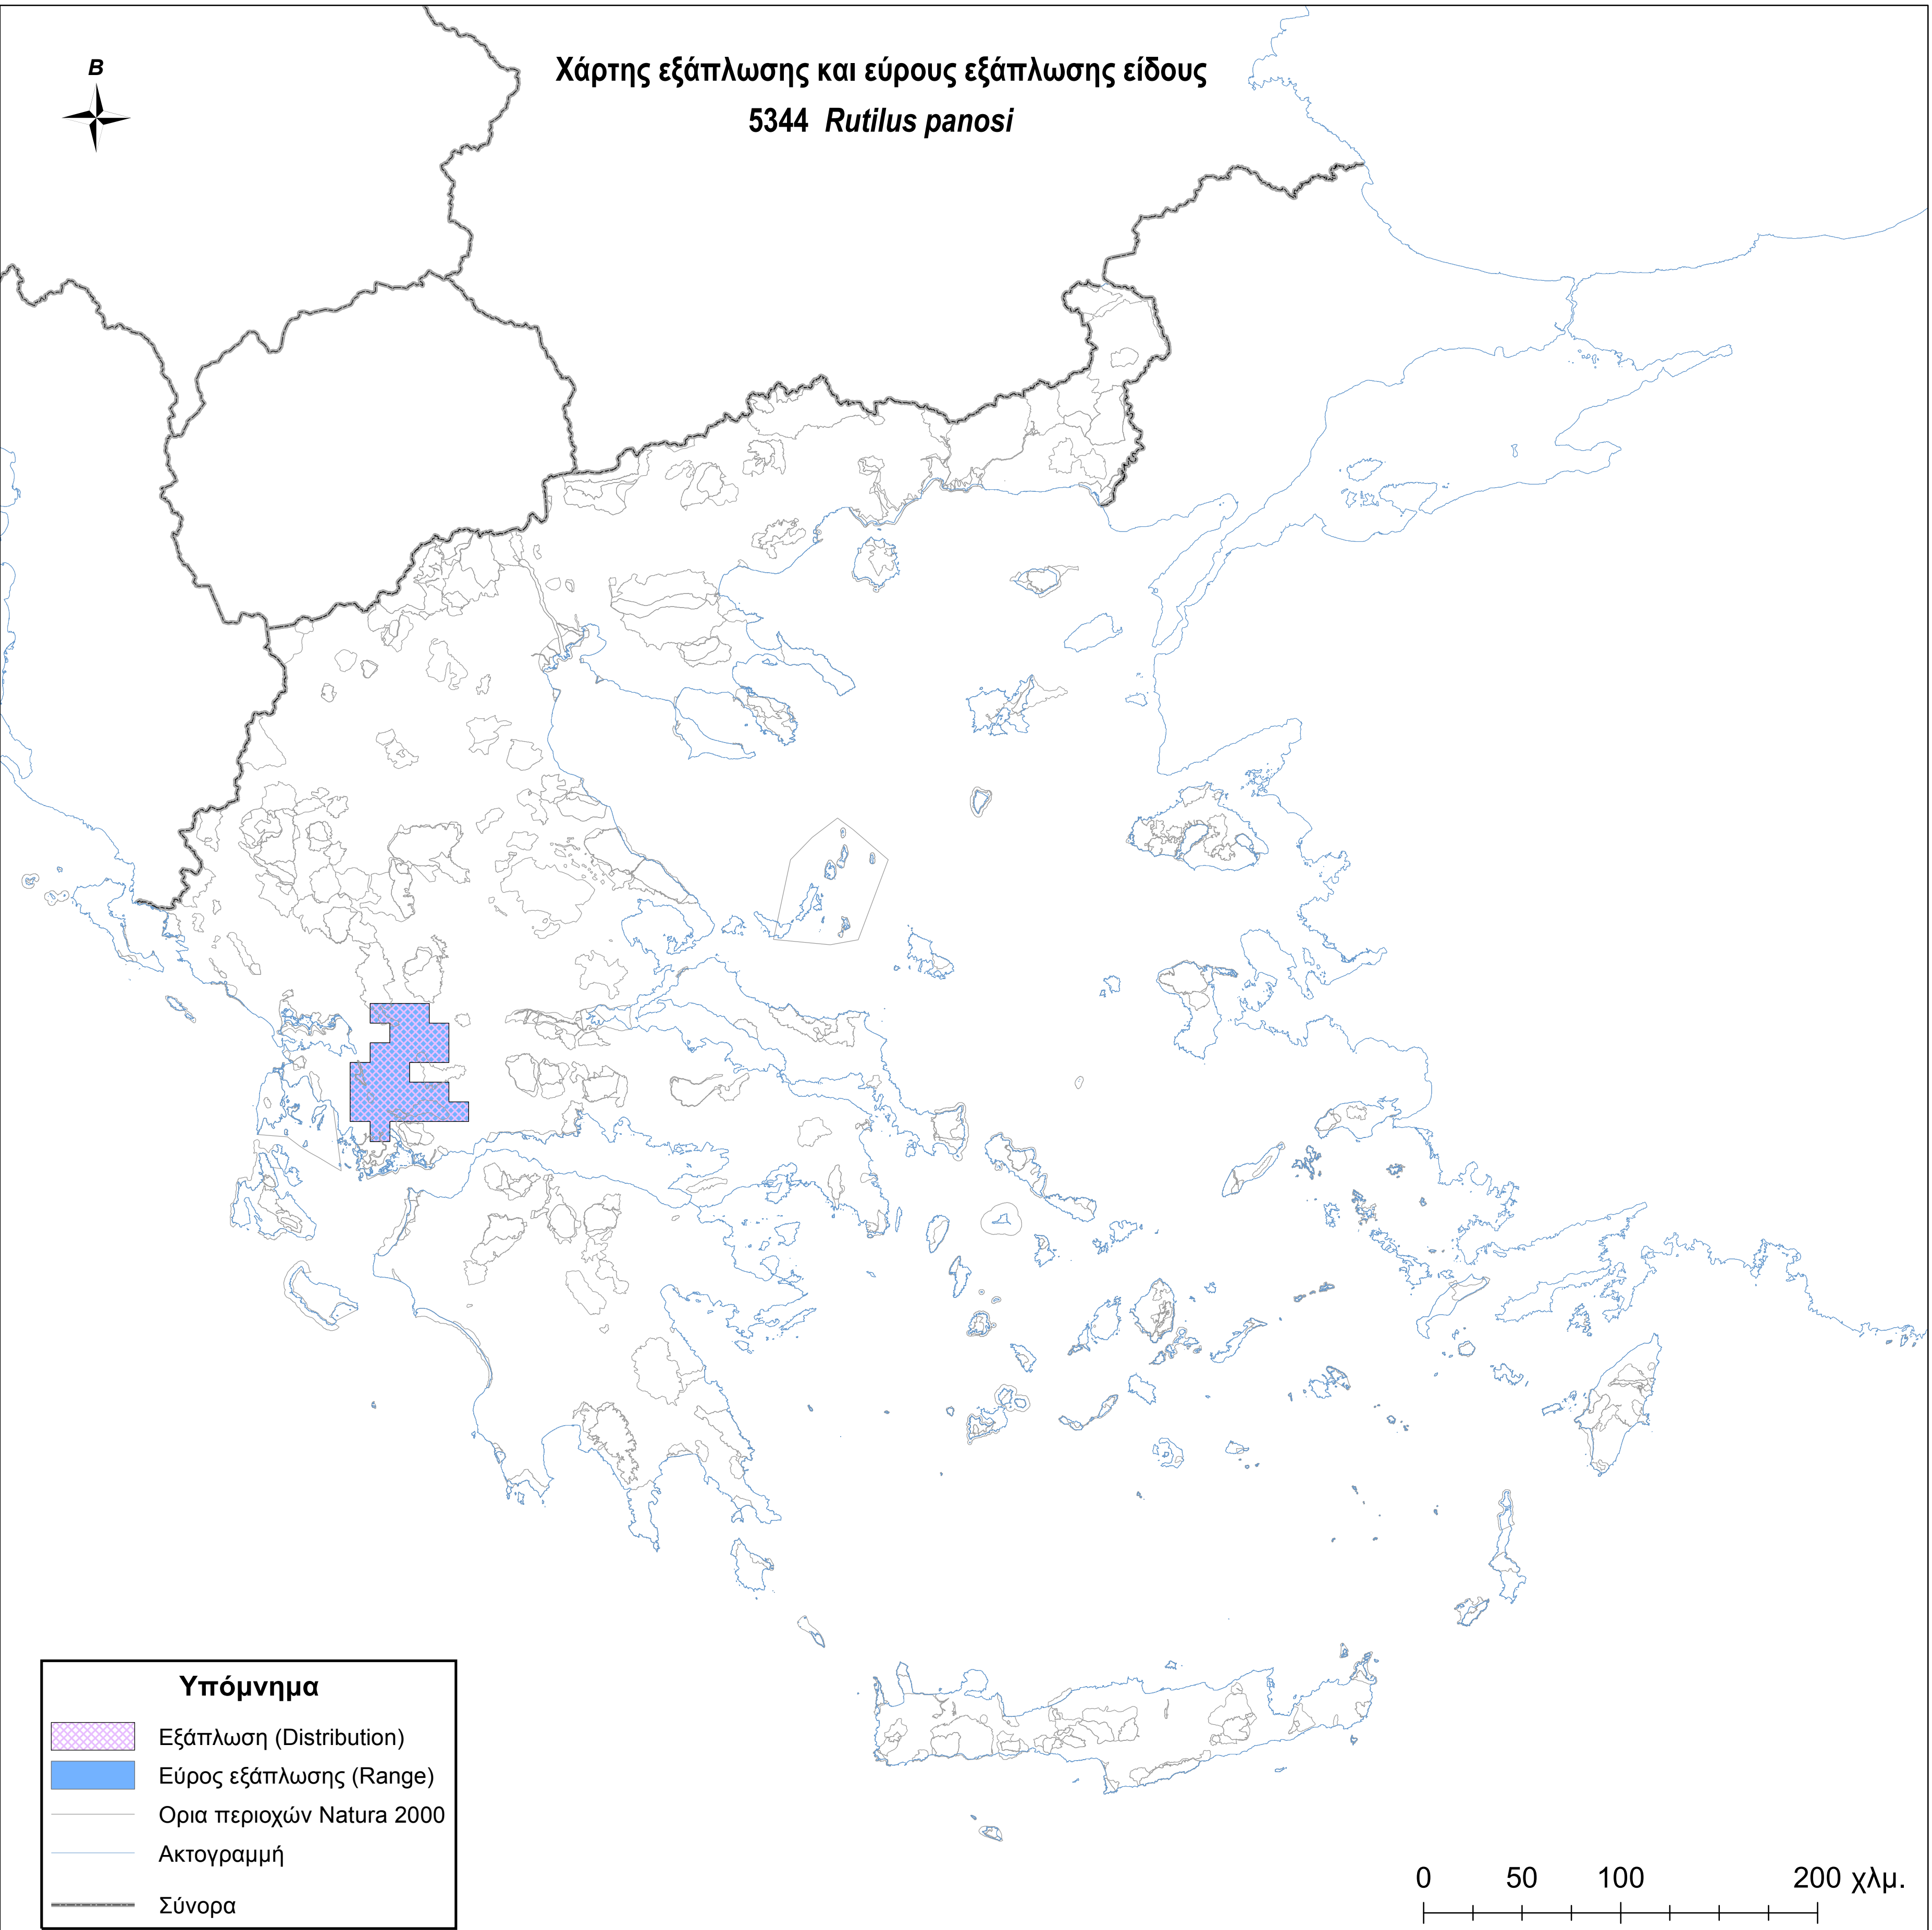 Χάρτης εξάπλωσης και εύρους εξάπλωσης είδους
5344 Rutilus panosi
Β
Υπόμνημα
Εξάπλωση (Distribution)
Εύρος εξάπλωσης (Range)
Ορια περιοχών Natura 2000
Ακτογραμμή
Σύνορα
0 50 100 200 χλμ.